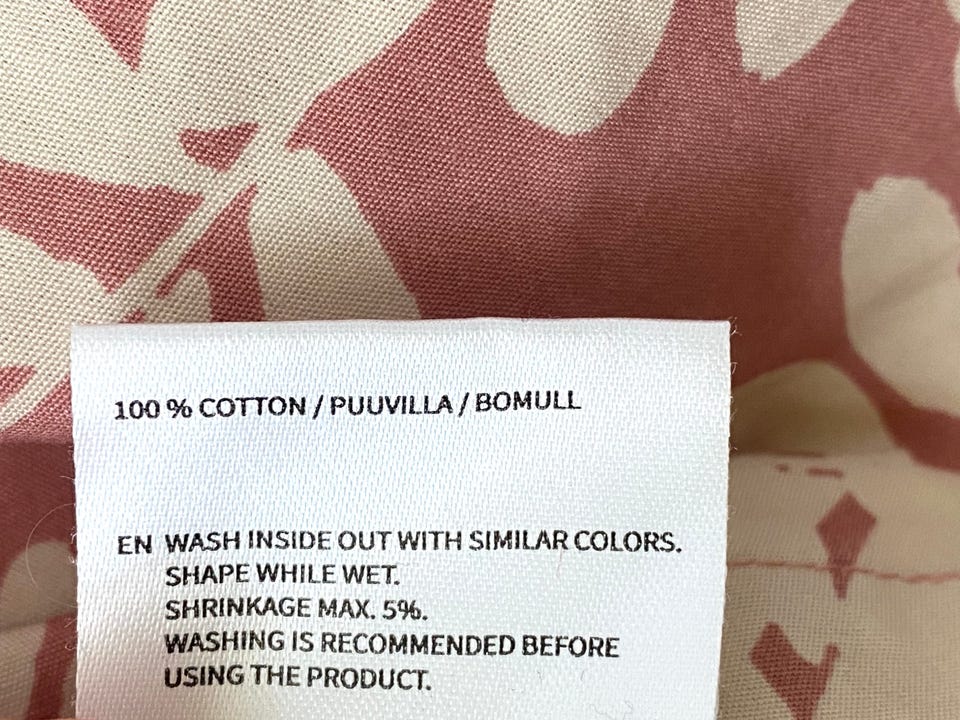 100 % COTTON / PUUVILLA / BOMULL
EN WASH INSIDE OUT WITH SIMILAR COLORS.
SHAPE WHILE WET.
SHRINKAGE MAX. 5%.
WASHING IS RECOMMENDED BEFORE
USING THE PRODUCT.